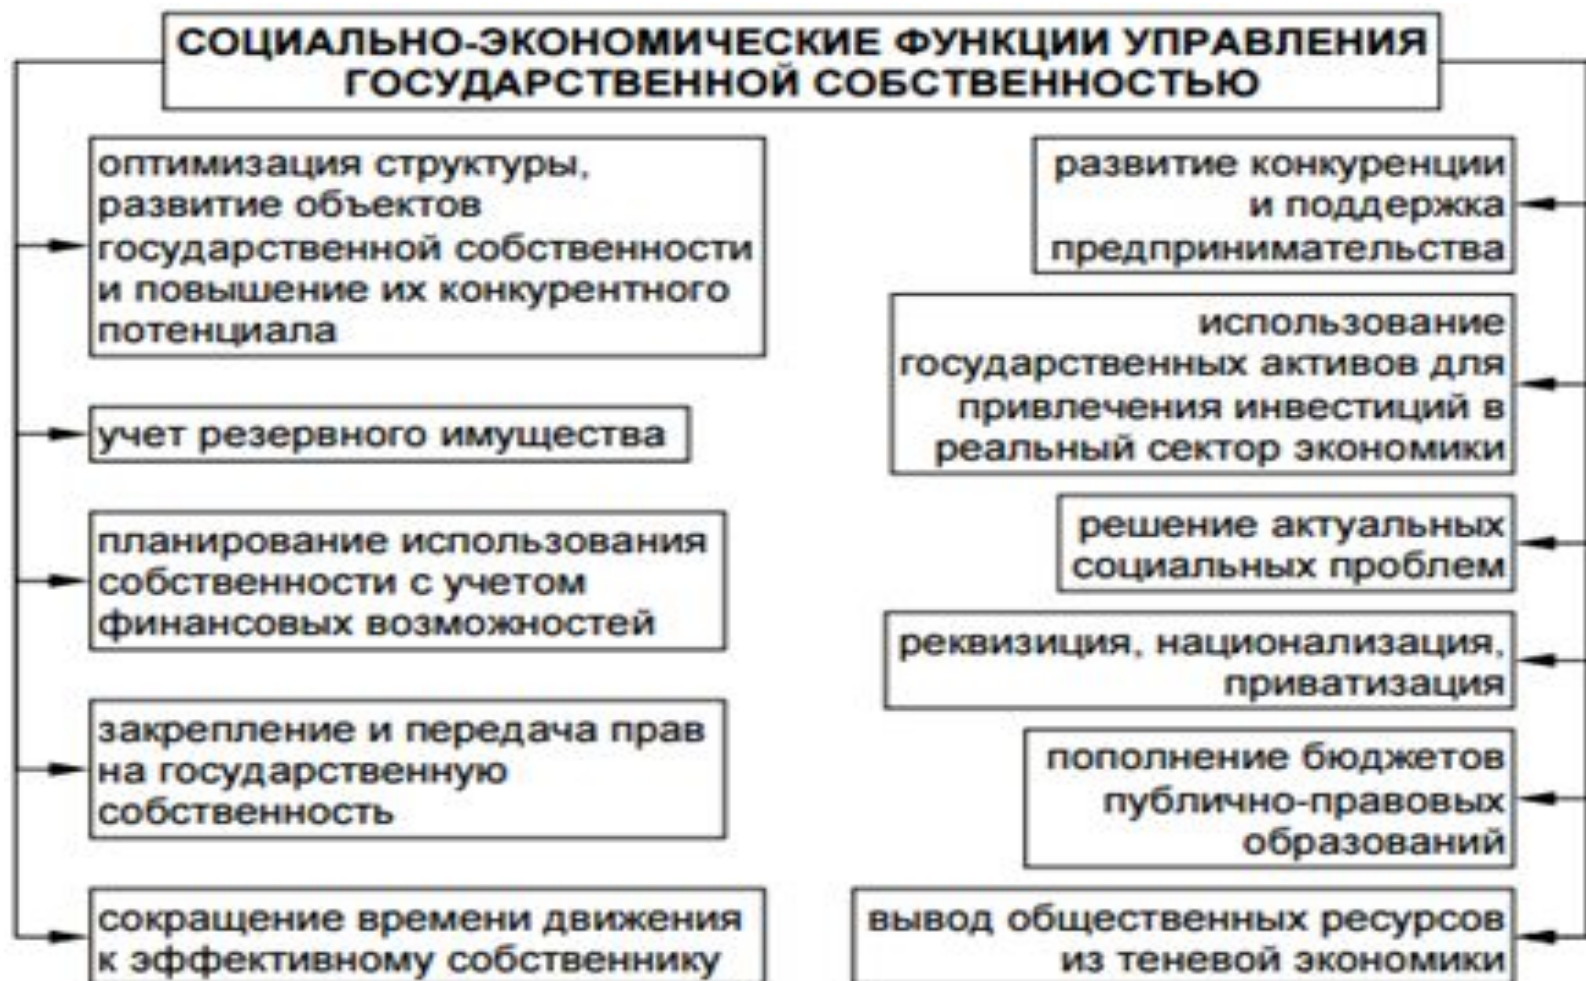 СОЦИАЛЬНО-ЭКОНОМИЧЕСКИЕ ФУНКЦИИ УПРАВЛЕНИЯ
ГОСУДАРСТВЕННОЙ СОБСТВЕННОСТЬЮ
оптимизация структуры,
развитие объектов
государственной собственности
и повышение их конкурентного
потенциала
учет резервного имущества
планирование использования
собственности с учетом
финансовых возможностей
закрепление и передача прав
на государственную
собственность
сокращение времени движения
к эффективному собственнику
развитие конкуренции
и поддержка
предпринимательства
использование
государственных активов для
привлечения инвестиций в
реальный сектор экономики
решение актуальных
социальных проблем
реквизиция, национализация,
приватизация
пополнение бюджетов
публично-правовых
образований
вывод общественных ресурсов
из теневой экономики